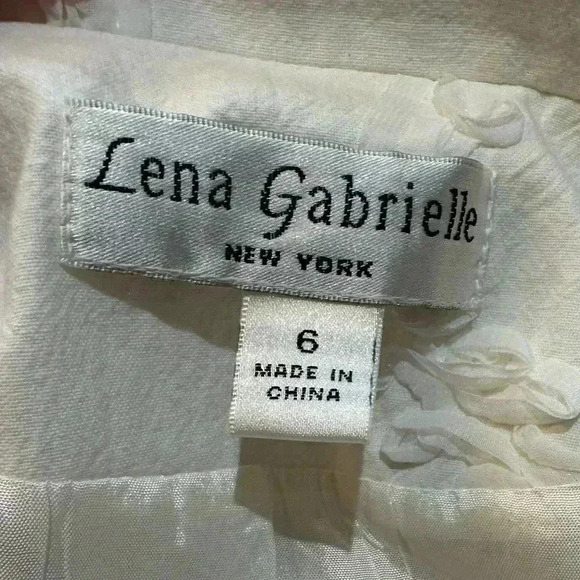 Lena Gabrielle
NEW YORK
6
MADE IN
CHINA